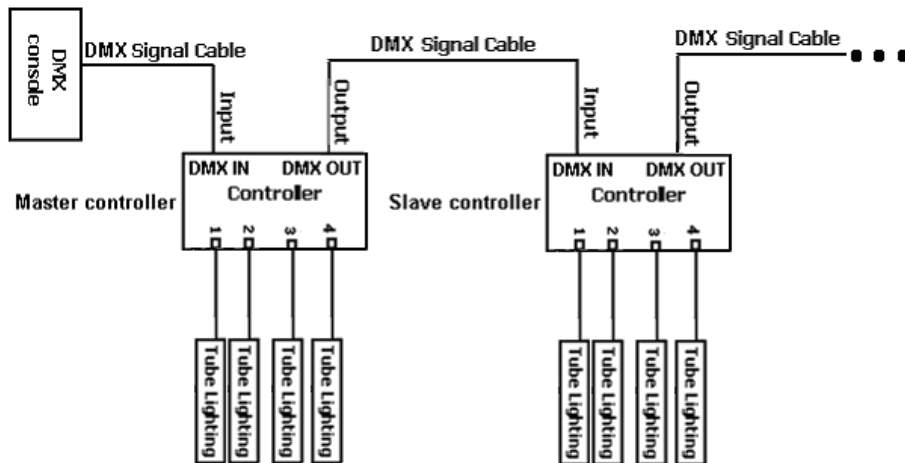 DMX
console
DMX Signal Cable
DMX Signal Cable
DMX Signal Cable
Input
Output
Input
Output
DMX IN DMX OUT
Controller
Master controller
1 2 3 4
DMX IN DMX OUT
Controller
Slave controller
1 2 3 4
Tube Lighting
Tube Lighting
Tube Lighting
Tube Lighting
Tube Lighting
Tube Lighting
Tube Lighting
Tube Lighting